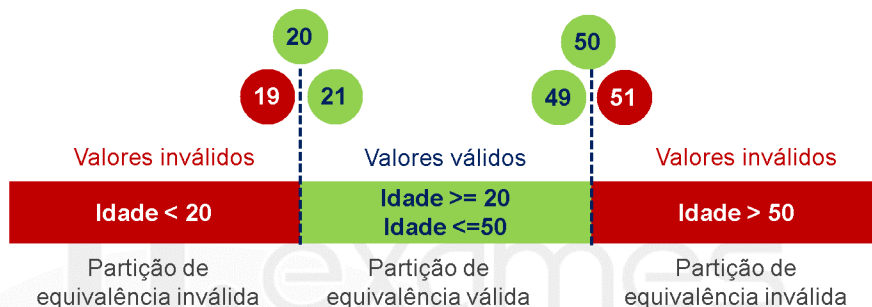 20
50
19
21
49
51
Valores inválidos
Valores válidos
Valores inválidos
Idade < 20
Idade >= 20
Idade <=50
Idade > 50
Partição de
equivalência inválida
Partição de
equivalência válida
Partição de
equivalência inválida
exames